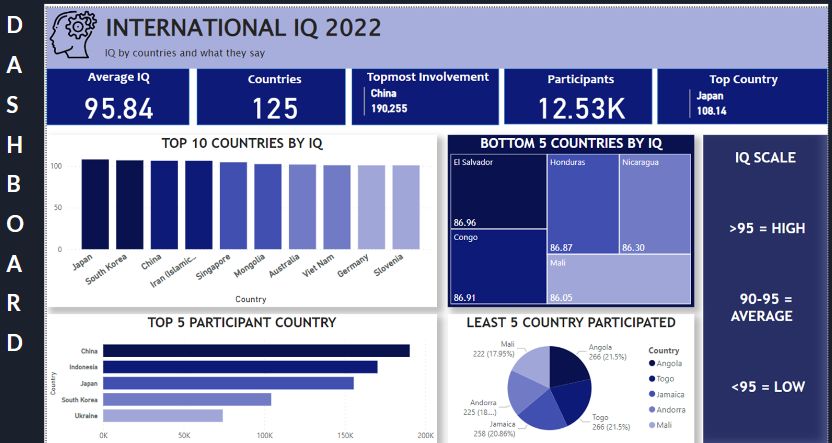 DASHBOARD
INTERNATIONAL IQ 2022
IQ by countries and what they say
Average IQ
95.84
Countries
125
Topmost Involvement
China
190,255
Participants
12.53K
Top Country
Japan
108.14
TOP 10 COUNTRIES BY IQ
100
50
0
Japan
South Korea
China
Iran (Islamic...
Singapore
Mongolia
Australia
Viet Nam
Germany
Slovenia
Country
BOTTOM 5 COUNTRIES BY IQ
El Salvador
86.96
Congo
86.91
Honduras
86.87
Nicaragua
86.30
Mali
86.05
IQ SCALE
>95 = HIGH
90-95 =
AVERAGE
<95 = LOW
TOP 5 PARTICIPANT COUNTRY
Country
China
Indonesia
Japan
South Korea
Ukraine
0K
50K
100K
150K
200K
LEAST 5 COUNTRY PARTICIPATED
Mali
222 (17.95%)
Angola
266 (21.5%)
Andorra
225 (18....)
Jamaica
258 (20.86%)
Togo
266 (21.5%)
Country
Angola
Togo
Jamaica
Andorra
Mali